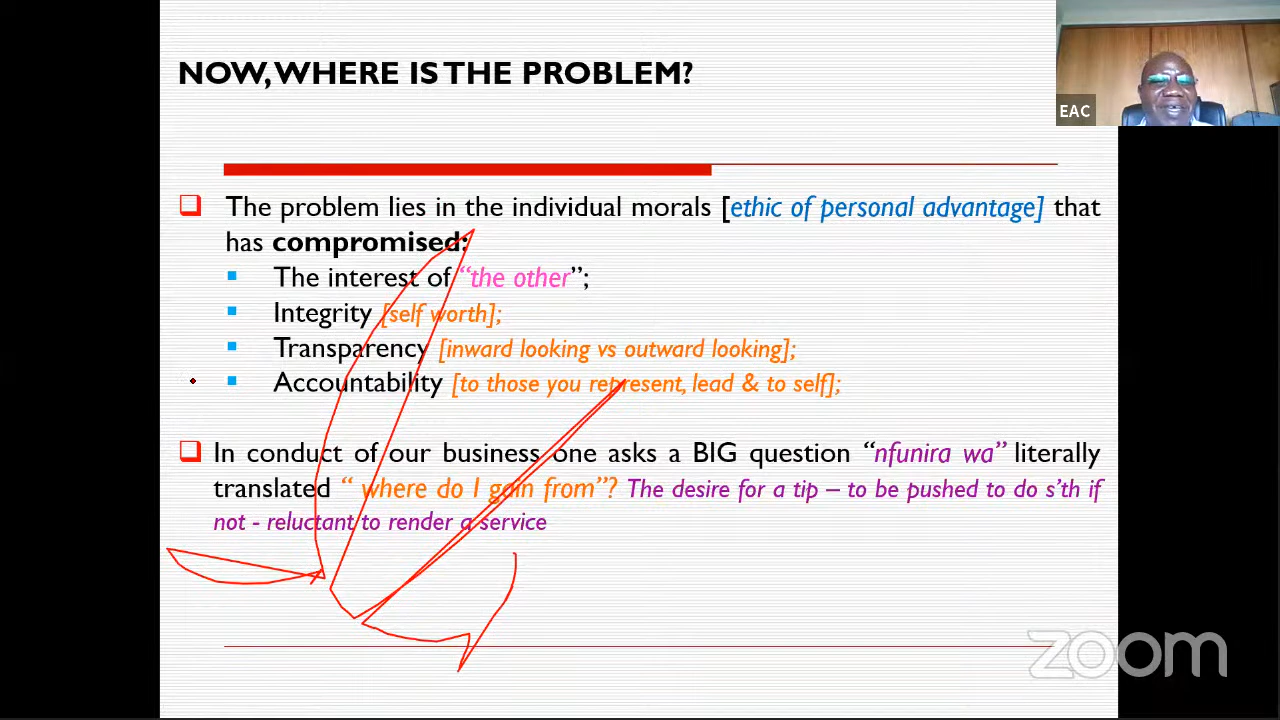 NOW, WHERE IS THE PROBLEM?
EAC
The problem lies in the individual morals [ethic of personal advantage] that
has compromised:
The interest of “the other”;
Integrity [self worth];
Transparency [inward looking vs outward looking];
Accountability [to those you represent, lead & to self];
In conduct of our business one asks a BIG question “nfunira wa” literally
translated “ where do I gain from”? The desire for a tip – to be pushed to do s’th if
not - reluctant to render a service
zoom